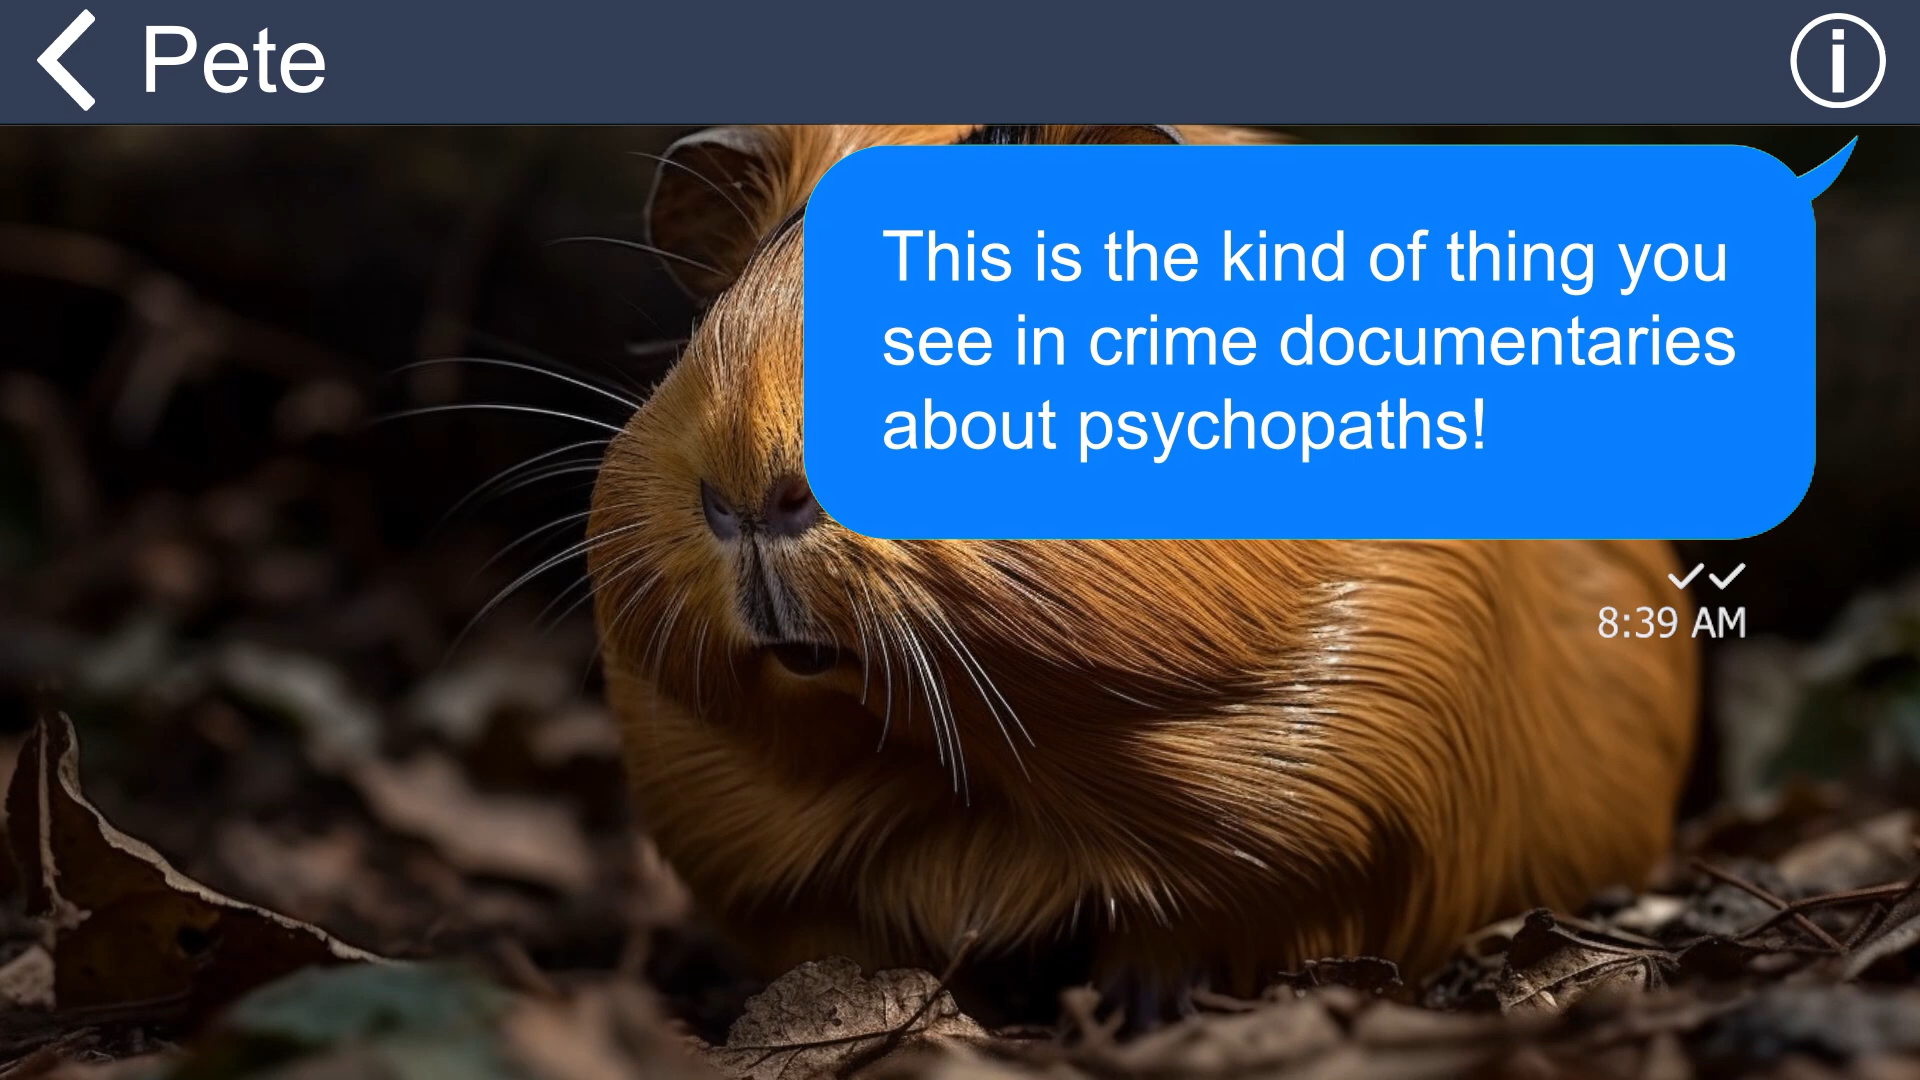 Pete
This is the kind of thing you
see in crime documentaries
about psychopaths!
8:39 AM